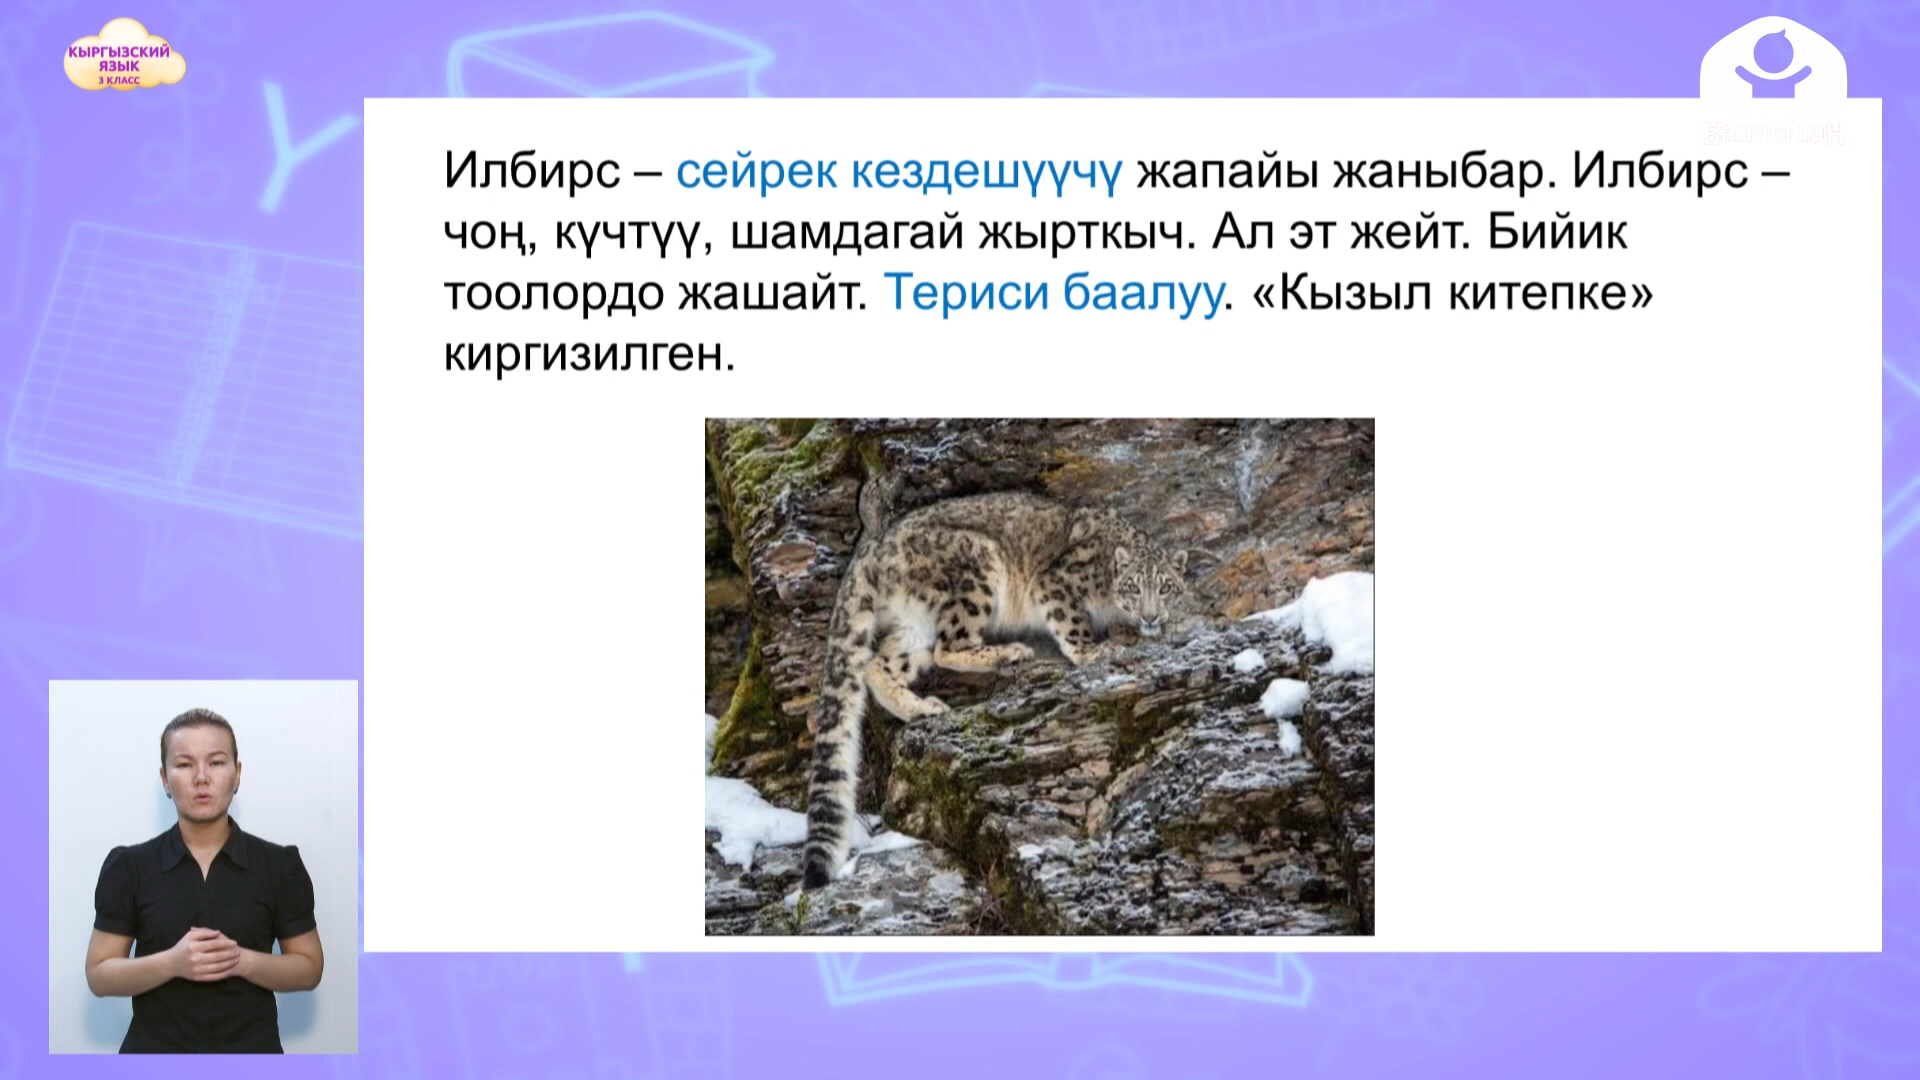 КЫРГЫЗСКИЙ
ЯЗЫК
3 КЛАСС
Баластан
Илбирс – сейрек кездешүүчү жапайы жаныбар. Илбирс –
чоң, күчтүү, шамдагай жырткыч. Ал эт жейт. Бийик
тоолордо жашайт. Териси баалуу. «Кызыл китепке»
киргизилген.